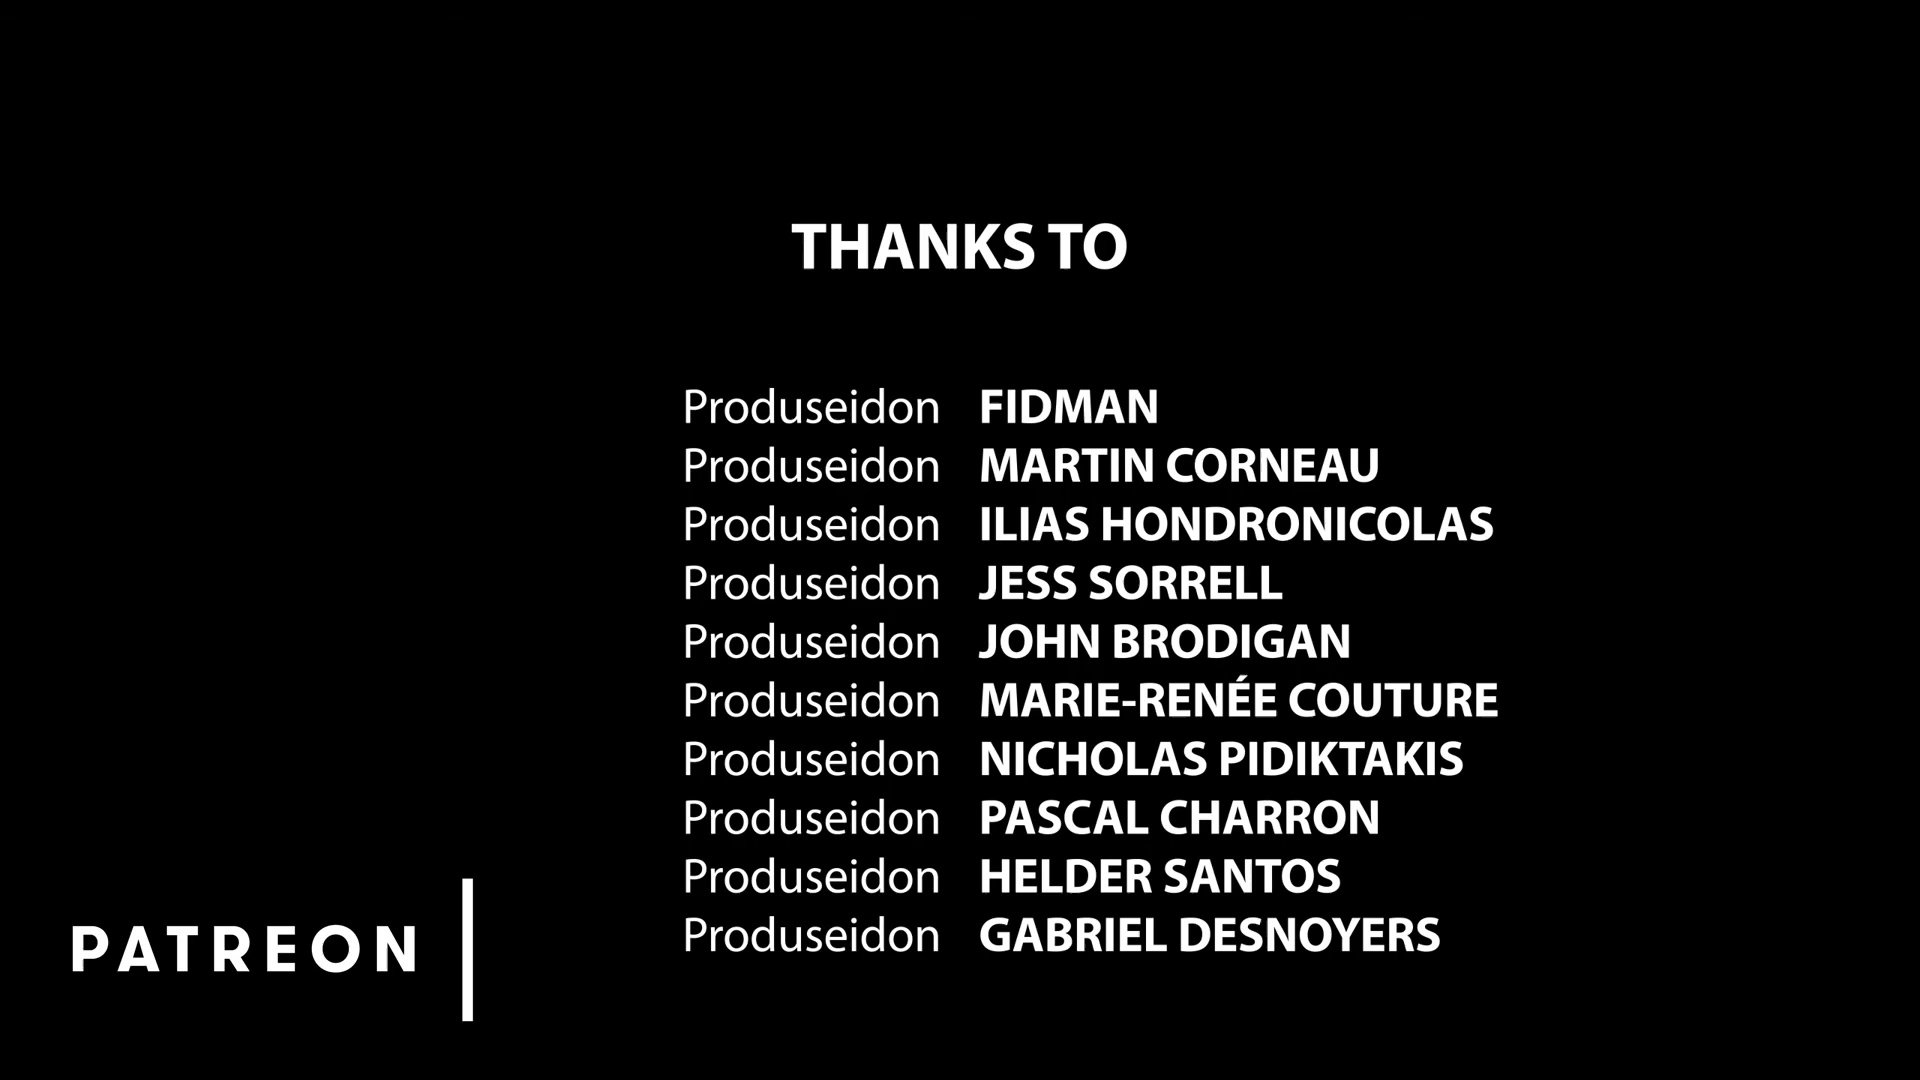 THANKS TO
Produseidon FIDMAN
Produseidon MARTIN CORNEAU
Produseidon ILIAS HONDRONICOLAS
Produseidon JESS SORRELL
Produseidon JOHN BRODIGAN
Produseidon MARIE-RENÉE COUTURE
Produseidon NICHOLAS PIDIKTAKIS
Produseidon PASCAL CHARRON
Produseidon HELDER SANTOS
Produseidon GABRIEL DESNOYERS
PATREON